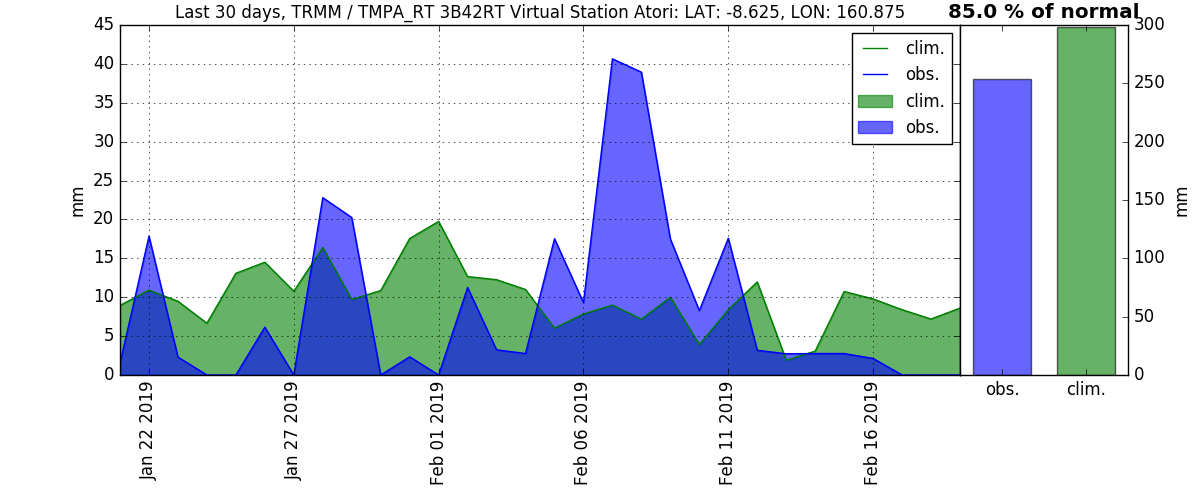 Last 30 days, TRMM / TMPA_RT 3B42RT Virtual Station Atori: LAT: -8.625, LON: 160.875
85.0 % of normal
45
40
35
30
25
20
15
10
5
0
mm
clim.
obs.
clim.
obs.
Jan 22 2019
Jan 27 2019
Feb 01 2019
Feb 06 2019
Feb 11 2019
Feb 16 2019
300
250
200
150
100
50
0
mm
obs.
clim.